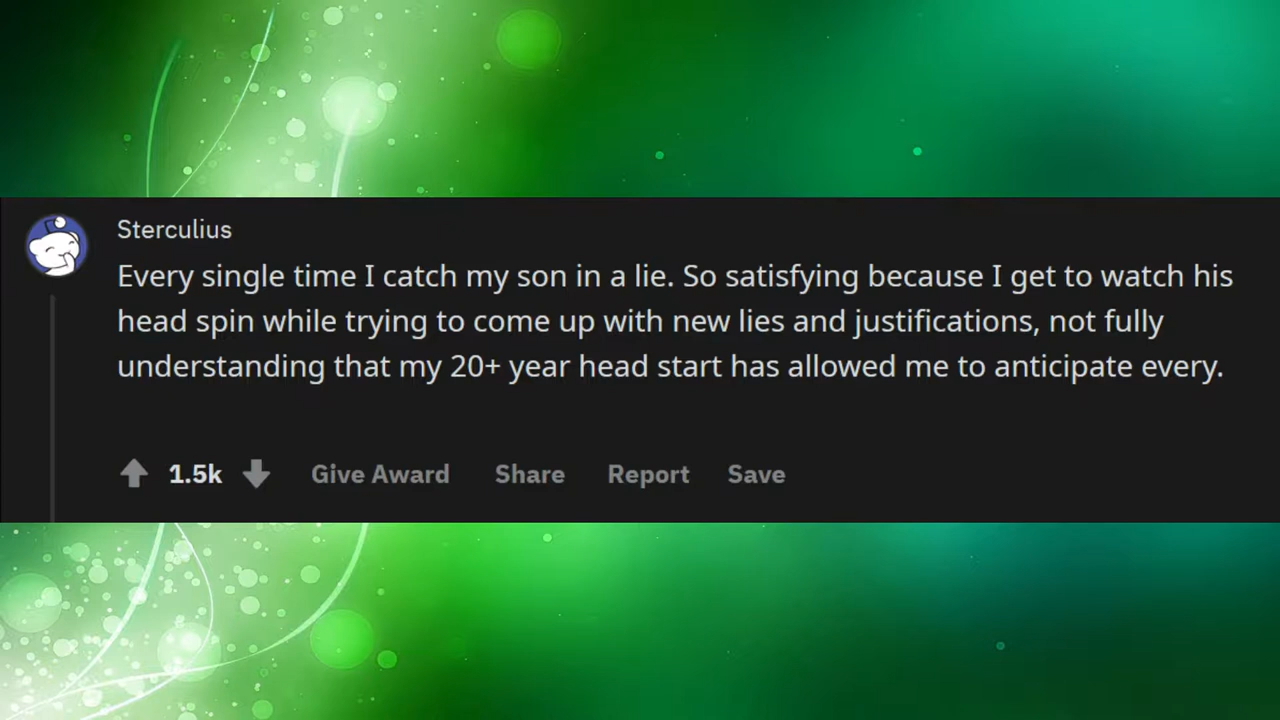 Sterculius
Every single time I catch my son in a lie. So satisfying because I get to watch his
head spin while trying to come up with new lies and justifications, not fully
understanding that my 20+ year head start has allowed me to anticipate every.
1.5k Give Award Share Report Save